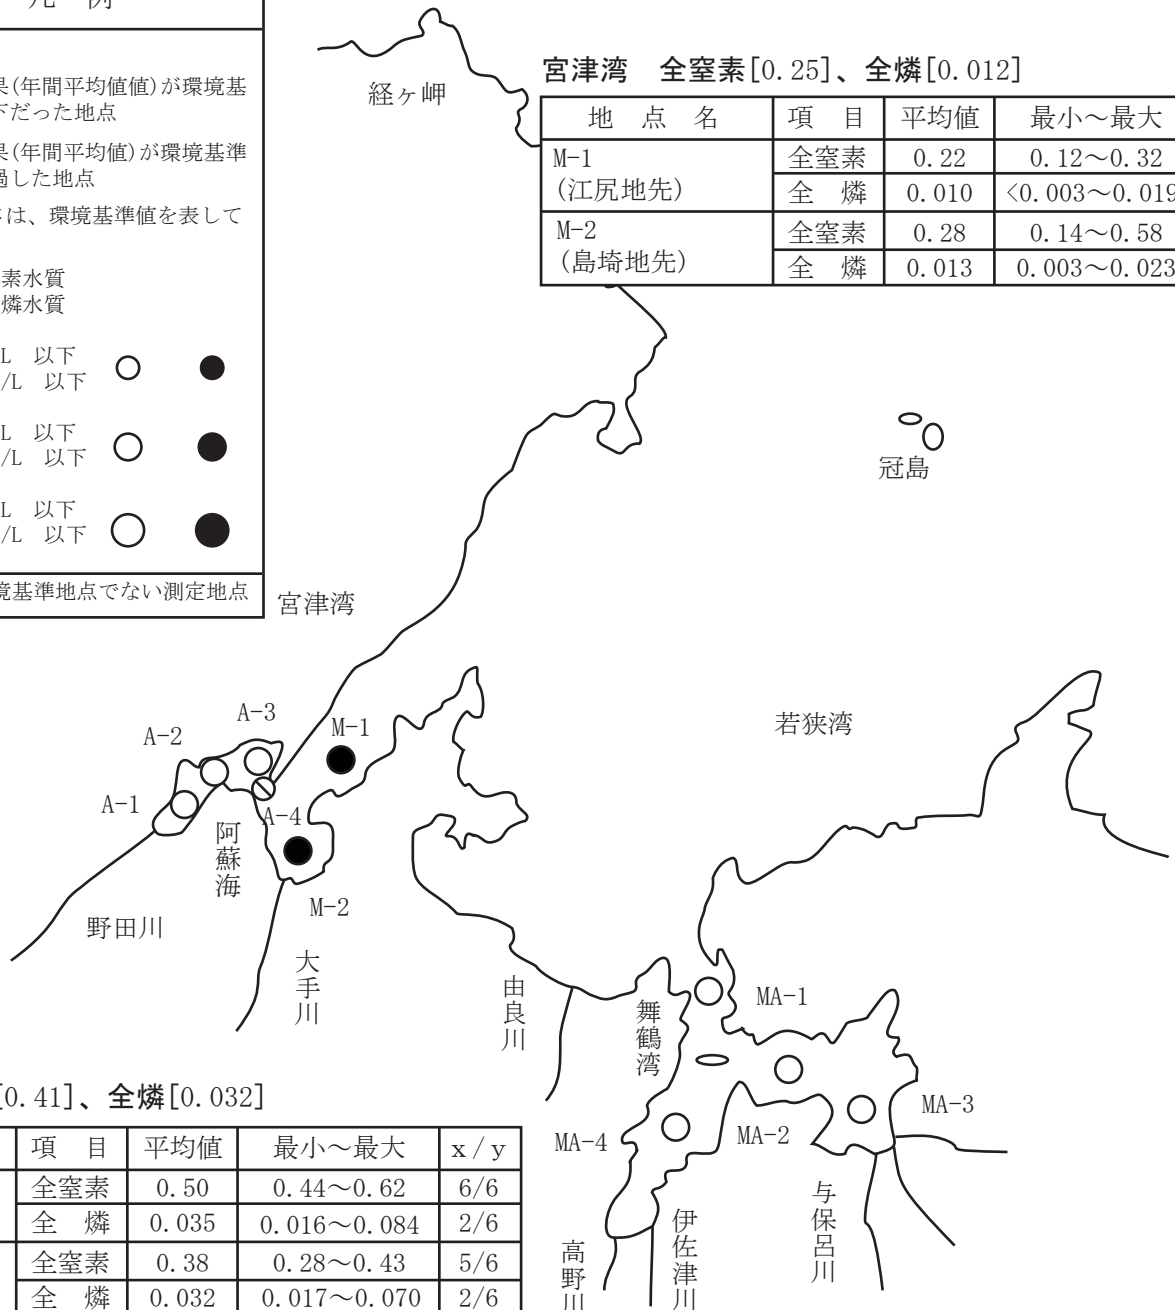 凡 例
果(年間平均値値)が環境基
下だった地点
果(年間平均値)が環境基準
過した地点
は、環境基準値を表して
素水質
燐水質
L 以下
/L 以下
L 以下
/L 以下
L 以下
/L 以下
境基準地点でない測定地点
経ヶ岬
宮津湾 全窒素[0.25]、全燐[0.012]
地 点 名 項 目 平均値 最小～最大
M-1 全窒素 0.22 0.12～0.32
(江尻地先) 全 燐 0.010 <0.003～0.019
M-2 全窒素 0.28 0.14～0.58
(島埼地先) 全 燐 0.013 0.003～0.023
冠島
宮津湾
若狭湾
A-3
M-1
A-2
A-1
A-4
阿蘇海
M-2
野田川
大手川
由良川
舞鶴湾
MA-1
MA-3
MA-2
MA-4
与保呂川
伊佐津川
高野川
[0.41]、全燐[0.032]
項 目 平均値 最小～最大 x/y
全窒素 0.50 0.44～0.62 6/6
全 燐 0.035 0.016～0.084 2/6
全窒素 0.38 0.28～0.43 5/6
全 燐 0.032 0.017～0.070 2/6